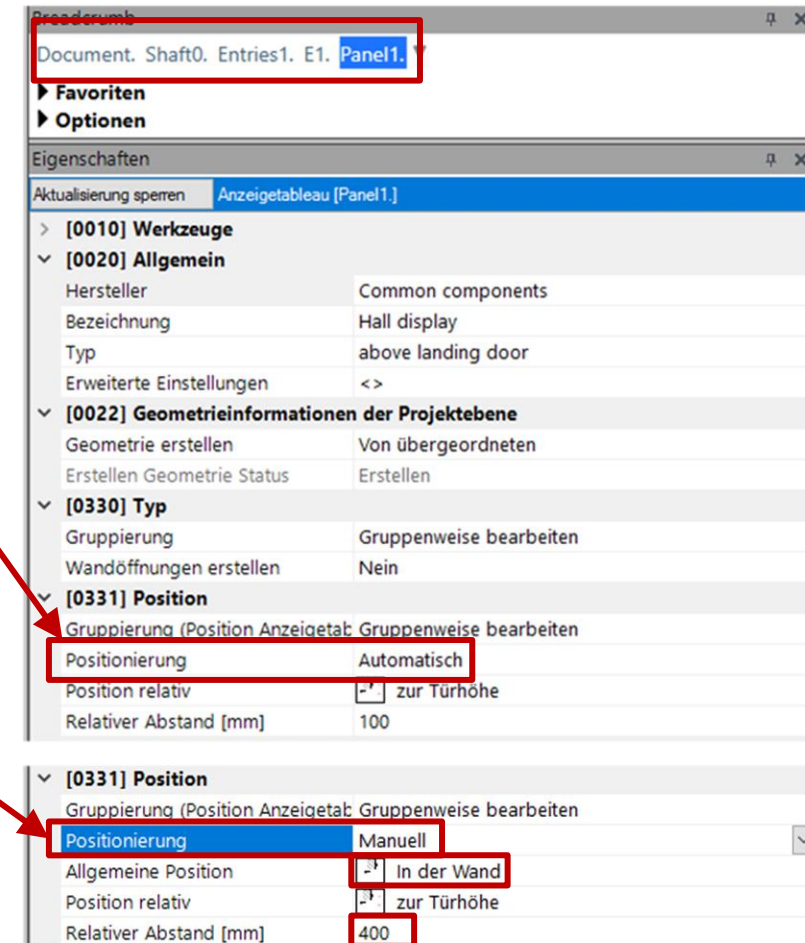 Breadcrumb
Document. Shaft0. Entries1. E1. Panel1.
Favoriten
Optionen
Eigenschaften
Aktualisierung sperren Anzeigetableau [Panel1.]
[0010] Werkzeuge
[0020] Allgemein
Hersteller Common components
Bezeichnung Hall display
Typ above landing door
Erweiterte Einstellungen <>
[0022] Geometrieinformationen der Projektebene
Geometrie erstellen Von übergeordneten
Erstellen Geometrie Status Erstellen
[0330] Typ
Gruppierung Gruppenweise bearbeiten
Wandöffnungen erstellen Nein
[0331] Position
Gruppierung (Position Anzeigetab Gruppenweise bearbeiten
Positionierung Automatisch
Position relativ zur Türhöhe
Relativer Abstand [mm] 100
[0331] Position
Gruppierung (Position Anzeigetab Gruppenweise bearbeiten
Positionierung Manuell
Allgemeine Position In der Wand
Position relativ zur Türhöhe
Relativer Abstand [mm] 400